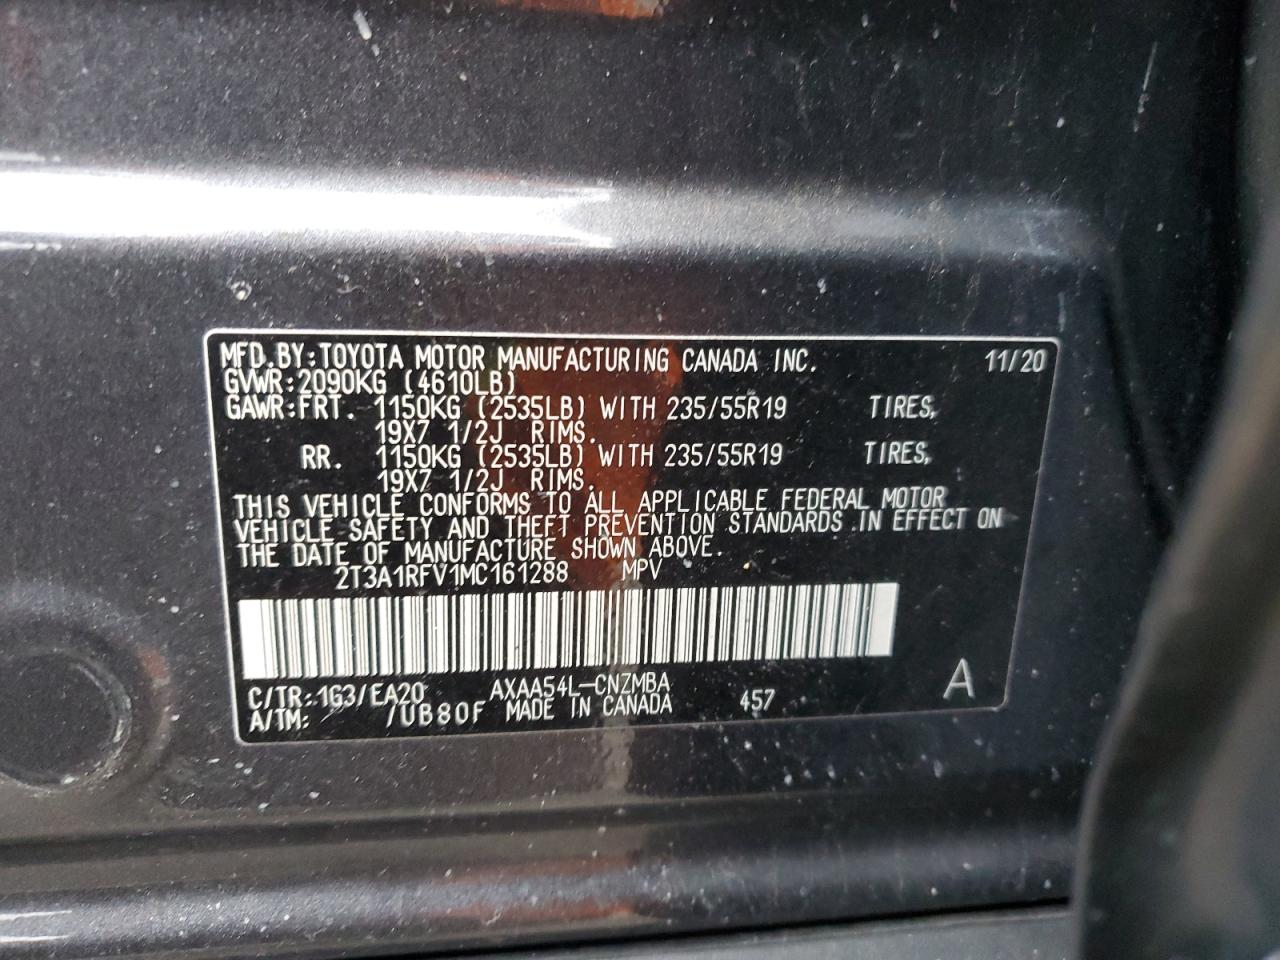 MFD.BY:TOYOTA MOTOR MANUFACTURING CANADA INC. 11/20
GVWR:2090KG (4610LB)
GAWR:FRT. 1150KG (2535LB) WITH 235/55R19 TIRES,
19X7 1/2J RIMS.
RR. 1150KG (2535LB) WITH 235/55R19 TIRES,
19X7 1/2J RIMS.
THIS VEHICLE CONFORMS TO ALL APPLICABLE FEDERAL MOTOR
VEHICLE SAFETY AND THEFT PREVENTION STANDARDS IN EFFECT ON
THE DATE OF MANUFACTURE SHOWN ABOVE.
2T3A1RFV1MC161288 MPV
C/TR:1G3/EA20 AXAA54L-CNZMBA 457 A
A/TM: /UB80F MADE IN CANADA